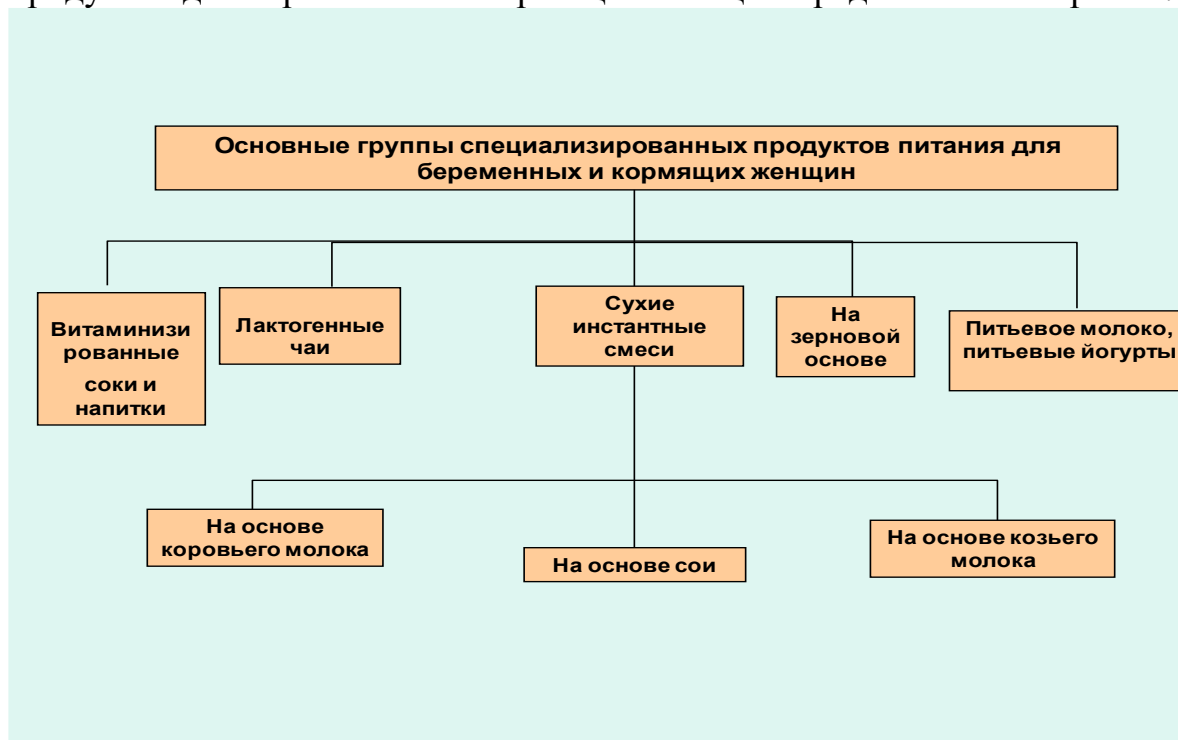 Основные группы специализированных продуктов питания для
беременных и кормящих женщин
Витаминизи
рованные
соки и
напитки
Лактогенные
чаи
Сухие
инстантные
смеси
На
зерновой
основе
Питьевое молоко,
питьевые йогурты
На основе
коровьего молока
На основе сои
На основе козьего
молока